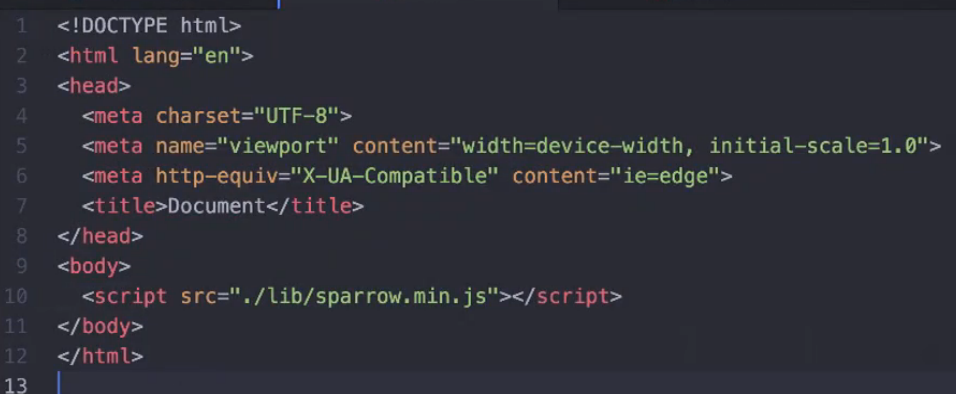 1 <!DOCTYPE html>
2 <html lang="en">
3 <head>
4 <meta charset="UTF-8">
5 <meta name="viewport" content="width=device-width, initial-scale=1.0">
6 <meta http-equiv="X-UA-Compatible" content="ie=edge">
7 <title>Document</title>
8 </head>
9 <body>
10 <script src="./lib/sparrow.min.js"></script>
11 </body>
12 </html>
13